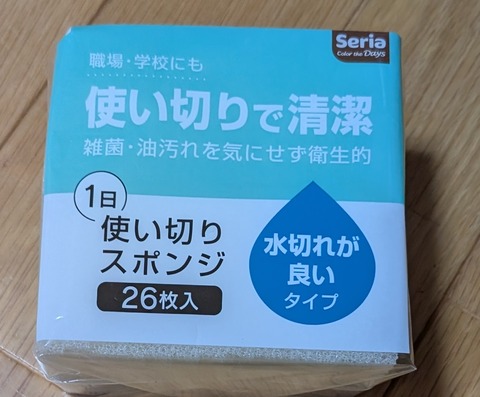 Seria
Color the Days
職場・学校にも
使い切りで清潔
雑菌・油汚れを気にせず衛生的
1日
使い切り
スポンジ
26枚入
水切れが
良い
タイプ